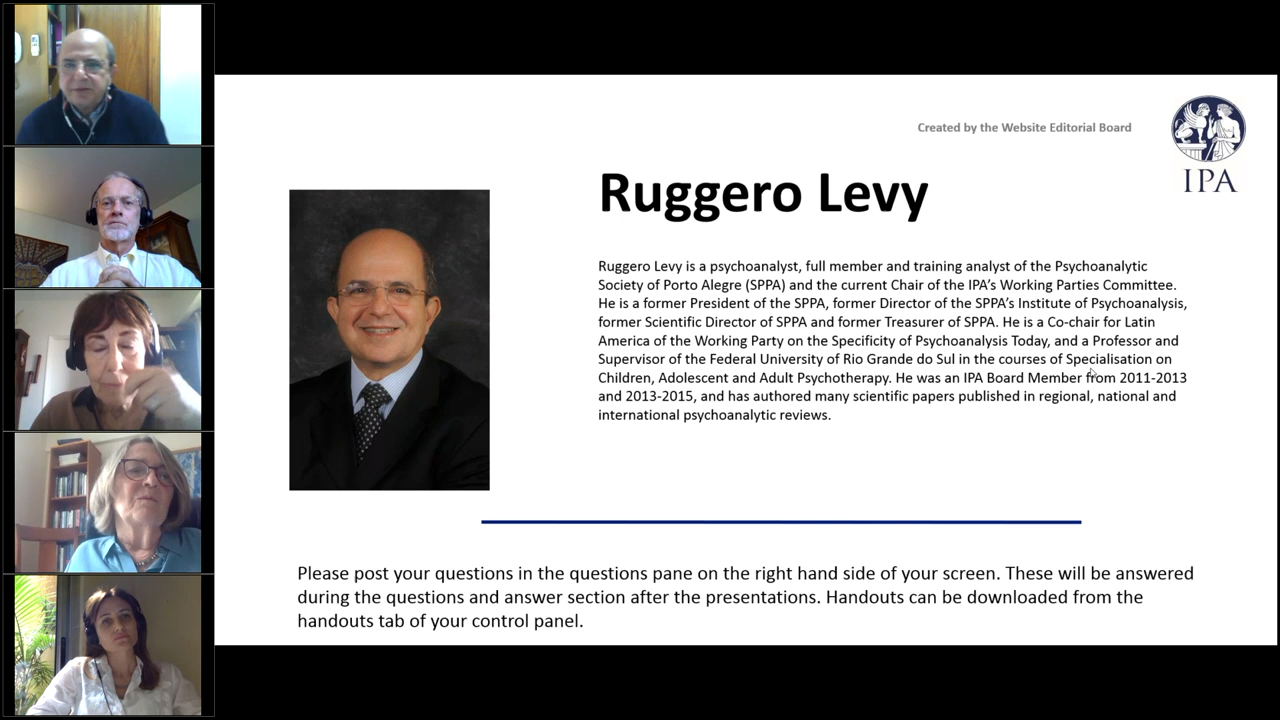 Created by the Website Editorial Board
IPA
Ruggero Levy
Ruggero Levy is a psychoanalyst, full member and training analyst of the Psychoanalytic
Society of Porto Alegre (SPPA) and the current Chair of the IPA's Working Parties Committee.
He is a former President of the SPPA, former Director of the SPPA's Institute of Psychoanalysis,
former Scientific Director of SPPA and former Treasurer of SPPA. He is a Co-chair for Latin
America of the Working Party on the Specificity of Psychoanalysis Today, and a Professor and
Supervisor of the Federal University of Rio Grande do Sul in the courses of Specialisation on
Children, Adolescent and Adult Psychotherapy. He was an IPA Board Member from 2011-2013
and 2013-2015, and has authored many scientific papers published in regional, national and
international psychoanalytic reviews.
Please post your questions in the questions pane on the right hand side of your screen. These will be answered
during the questions and answer section after the presentations. Handouts can be downloaded from the
handouts tab of your control panel.